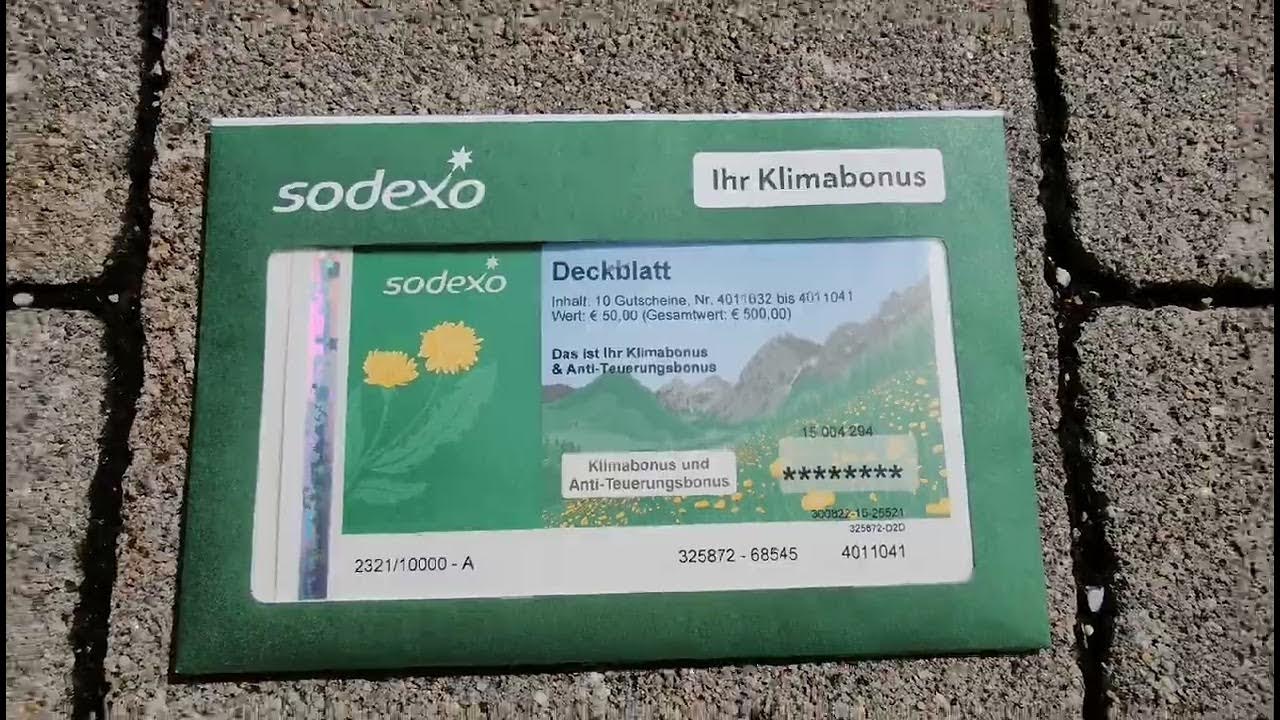 sodexo
Ihr Klimabonus
sodexo
Deckblatt
Inhalt: 10 Gutscheine, Nr. 4011032 bis 4011041
Wert: € 50,00 (Gesamtwert: € 500,00)
Das ist Ihr Klimabonus
& Anti-Teuerungsbonus
15 004 294
Klimabonus und
Anti-Teuerungsbonus
********
300822-15-25521
325872-D2D
2321/10000 - A
325872 - 68545
4011041